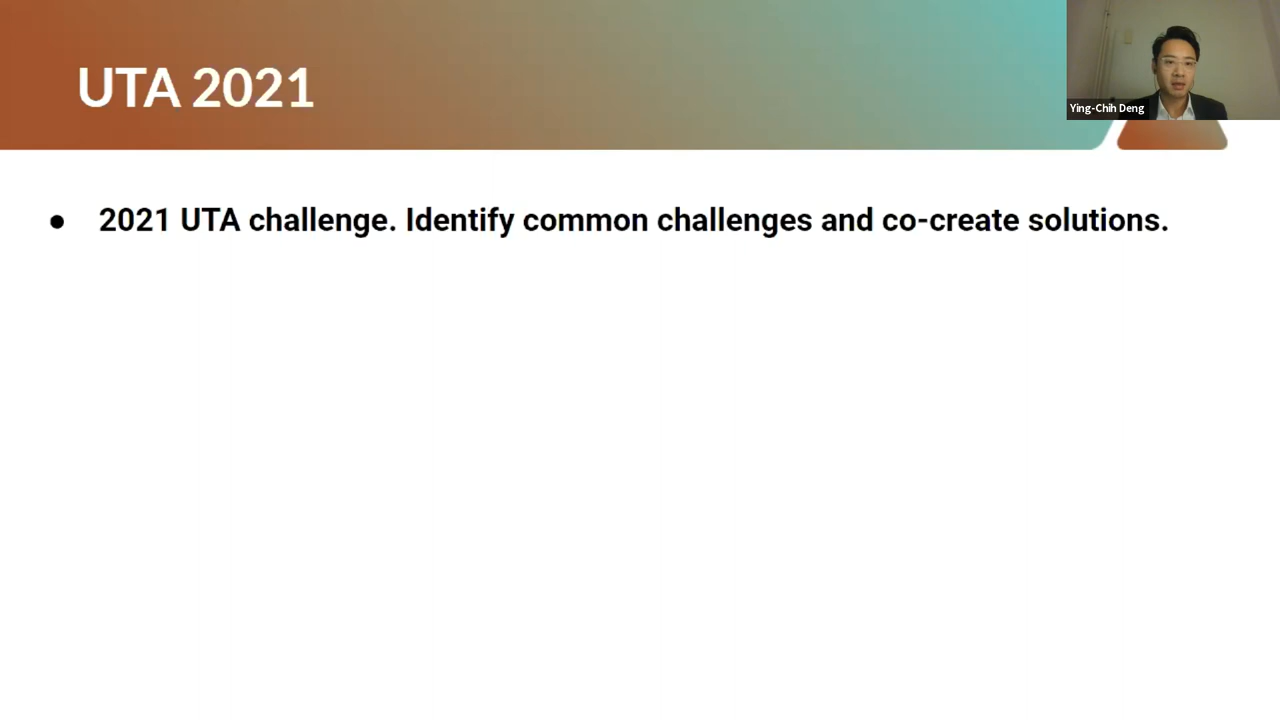 UTA 2021
Ying-Chih Deng
● 2021 UTA challenge. Identify common challenges and co-create solutions.